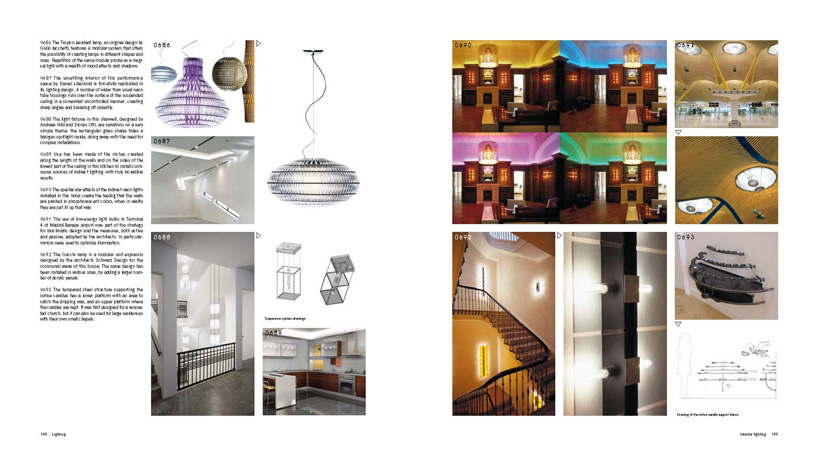 0686 The Tropico pendant lamp, an original design by
Giulio Iacchetti, features a modular system that offers
the possibility of creating lamps in different shapes and
sizes. Repetition of the same module produces a magi-
cal light with a wealth of mood effects and shadows.
0687 The unsettling interior of this performance
space by Daniel Libeskind is forcefully replicated in
its lighting design. A number of wider than usual neon
tube housings runs over the surface of the suspended
ceiling in a somewhat uncontrolled manner, creating
sharp angles and breaking off violently.
0688 The light fixtures in this stairwell, designed by
Andreas Hild and Dionys Ottl, are variations on a very
simple theme: the rectangular glass shade hides a
halogen spotlight inside, doing away with the need for
complex installations.
0689 Use has been made of the niches created
along the length of the walls and on the sides of the
lowest part of the ceiling in this kitchen to install conti-
nuous sources of indirect lighting, with truly incredible
results.
0690 The spectacular effects of the indirect neon lights
installed in this hotel create the feeling that the walls
are painted in phosphorescent colors, when in reality
they are just lit up that way.
0691 The use of low-energy light bulbs in Terminal
4 of Madrid-Barajas airport was part of the strategy
for bioclimatic design and the measures, both active
and passive, adopted by the architects. In particular,
mirrors were used to optimize illumination.
0692 The Cucchi lamp is a modular unit expressly
designed by the architects Schwarz Design for the
communal areas of this house. The same design has
been installed in various sizes, by adding a larger num-
ber of acrylic panels.
0693 The tempered steel structure supporting the
votive candles has a lower platform with an area to
catch the dripping wax, and an upper platform where
the candles are kept. It was first designed for a renova-
ted church, but it can also be used for large residences
with their own small chapels.
0686
0687
0688
Suspension system drawings
0689
198 Lighting
0690
0691
0692
0693
Drawing of the votive candle support frame
Interior lighting 199